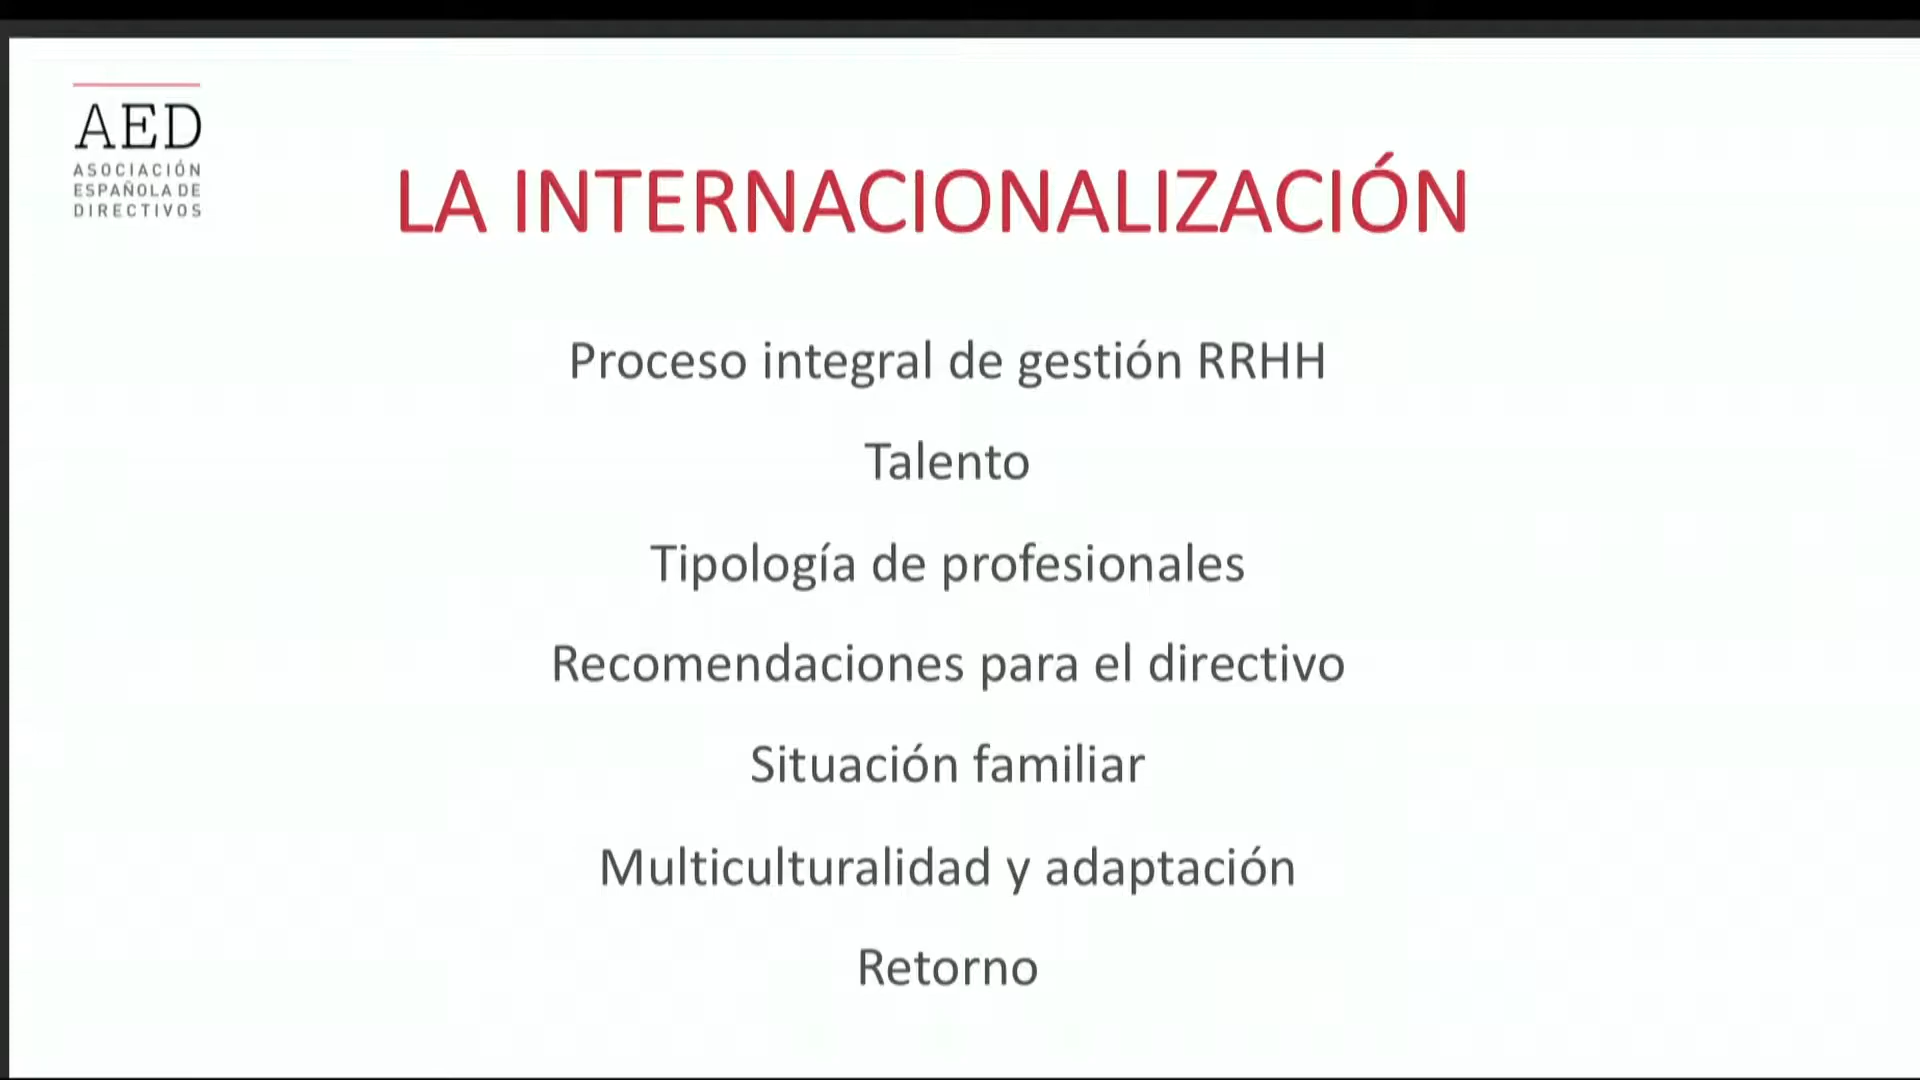 AED
ASOCIACIÓN
ESPAÑOLA DE
DIRECTIVOS
LA INTERNACIONALIZACIÓN
Proceso integral de gestión RRHH
Talento
Tipología de profesionales
Recomendaciones para el directivo
Situación familiar
Multiculturalidad y adaptación
Retorno